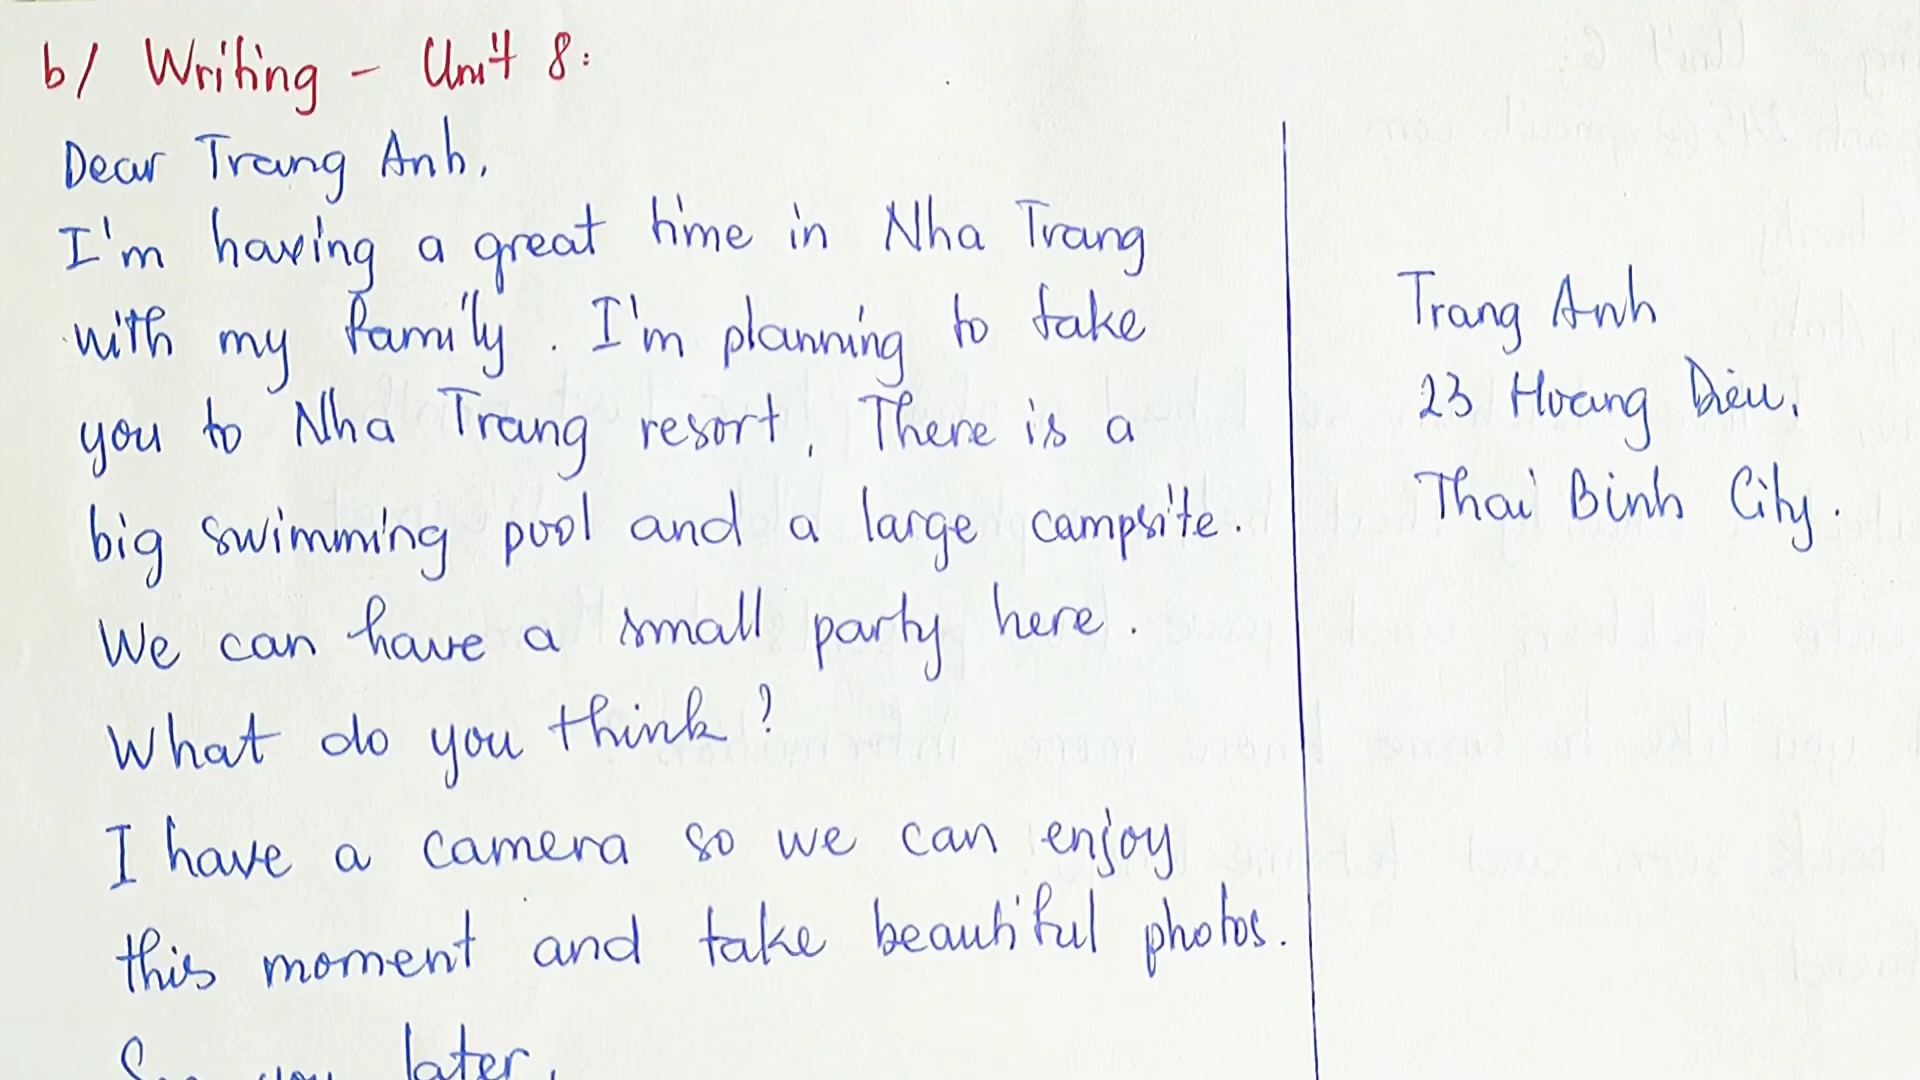 b/ Writing - Unit 8:
Dear Trang Anh,
I'm having a great time in Nha Trang
with my family. I'm planning to take
you to Nha Trang resort, There is a
big swimming pool and a large campsite.
We can have a small party here.
What do you think?
I have a camera so we can enjoy
this moment and take beautiful photos.
See you later,
Trang Anh
23 Hoang Dieu,
Thai Binh City.